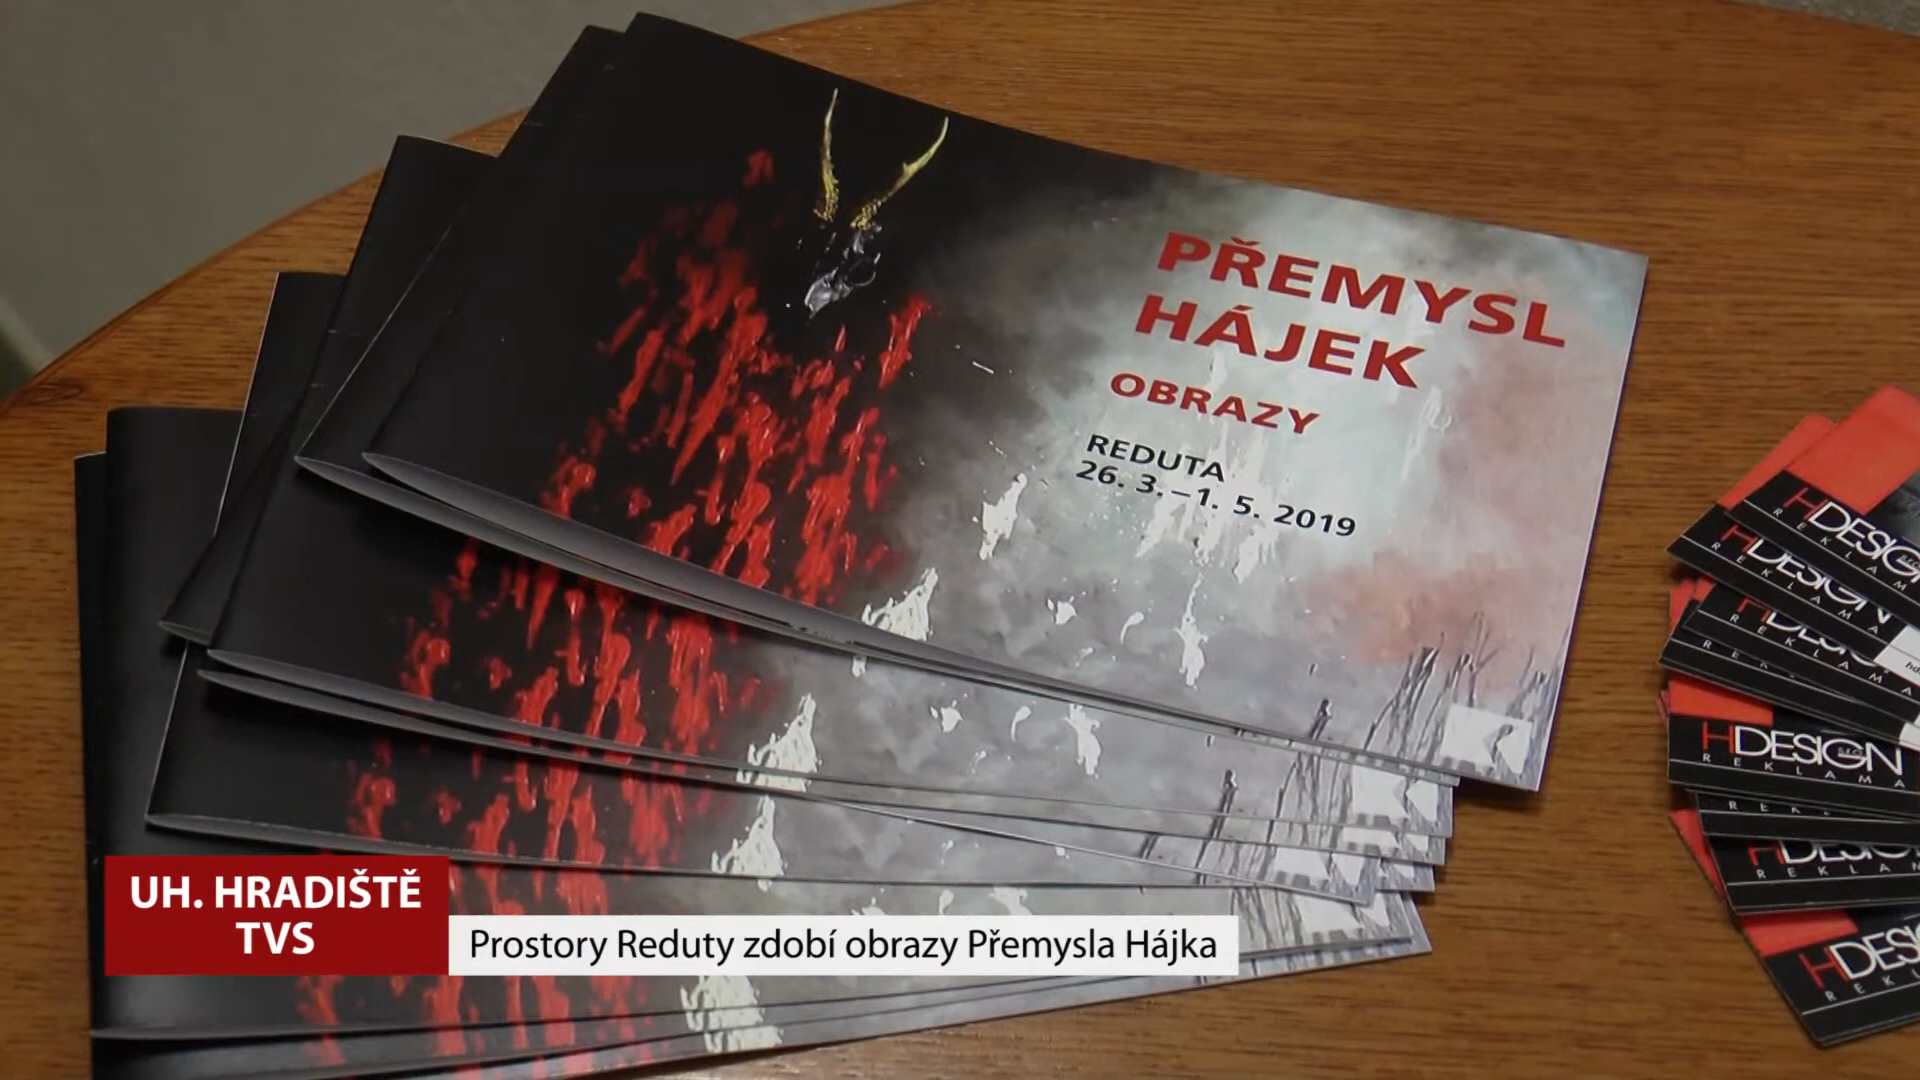 PŘEMYSL
HÁJEK
OBRAZY
REDUTA
26. 3. – 1. 5. 2019
HDESIGN
REKLAMA
UH. HRADIŠTĚ
TVS
Prostory Reduty zdobí obrazy Přemysla Hájka